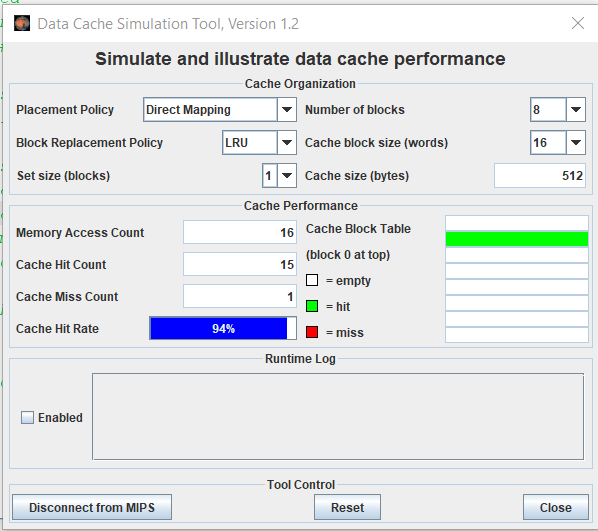 Data Cache Simulation Tool, Version 1.2
Simulate and illustrate data cache performance
Cache Organization
Placement Policy Direct Mapping Number of blocks 8
Block Replacement Policy LRU Cache block size (words) 16
Set size (blocks) 1 Cache size (bytes) 512
Cache Performance
Memory Access Count 16 Cache Block Table
(block 0 at top)
Cache Hit Count 15
= empty
Cache Miss Count 1
= hit
Cache Hit Rate 94%
= miss
Runtime Log
Enabled
Tool Control
Disconnect from MIPS Reset Close